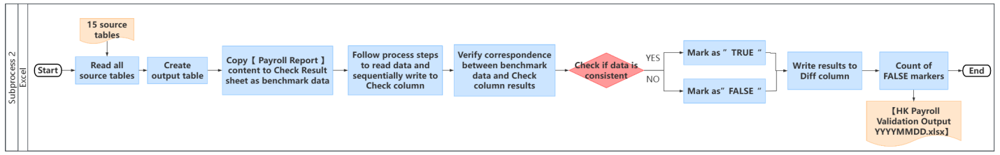 Subprocess 2
Excel
Start
15 source
tables
Read all
source tables
Create
output table
Copy【 Payroll Report 】
content to Check Result
sheet as benchmark data
Follow process steps
to read data and
sequentially write to
Check column
Verify correspondence
between benchmark
data and Check
column results
Check if data is
consistent
YES
NO
Mark as＂ TRUE ＂
Mark as＂ FALSE ＂
Write results to
Diff column
Count of
FALSE markers
End
【HK Payroll
Validation Output
YYYYMMDD.xlsx】